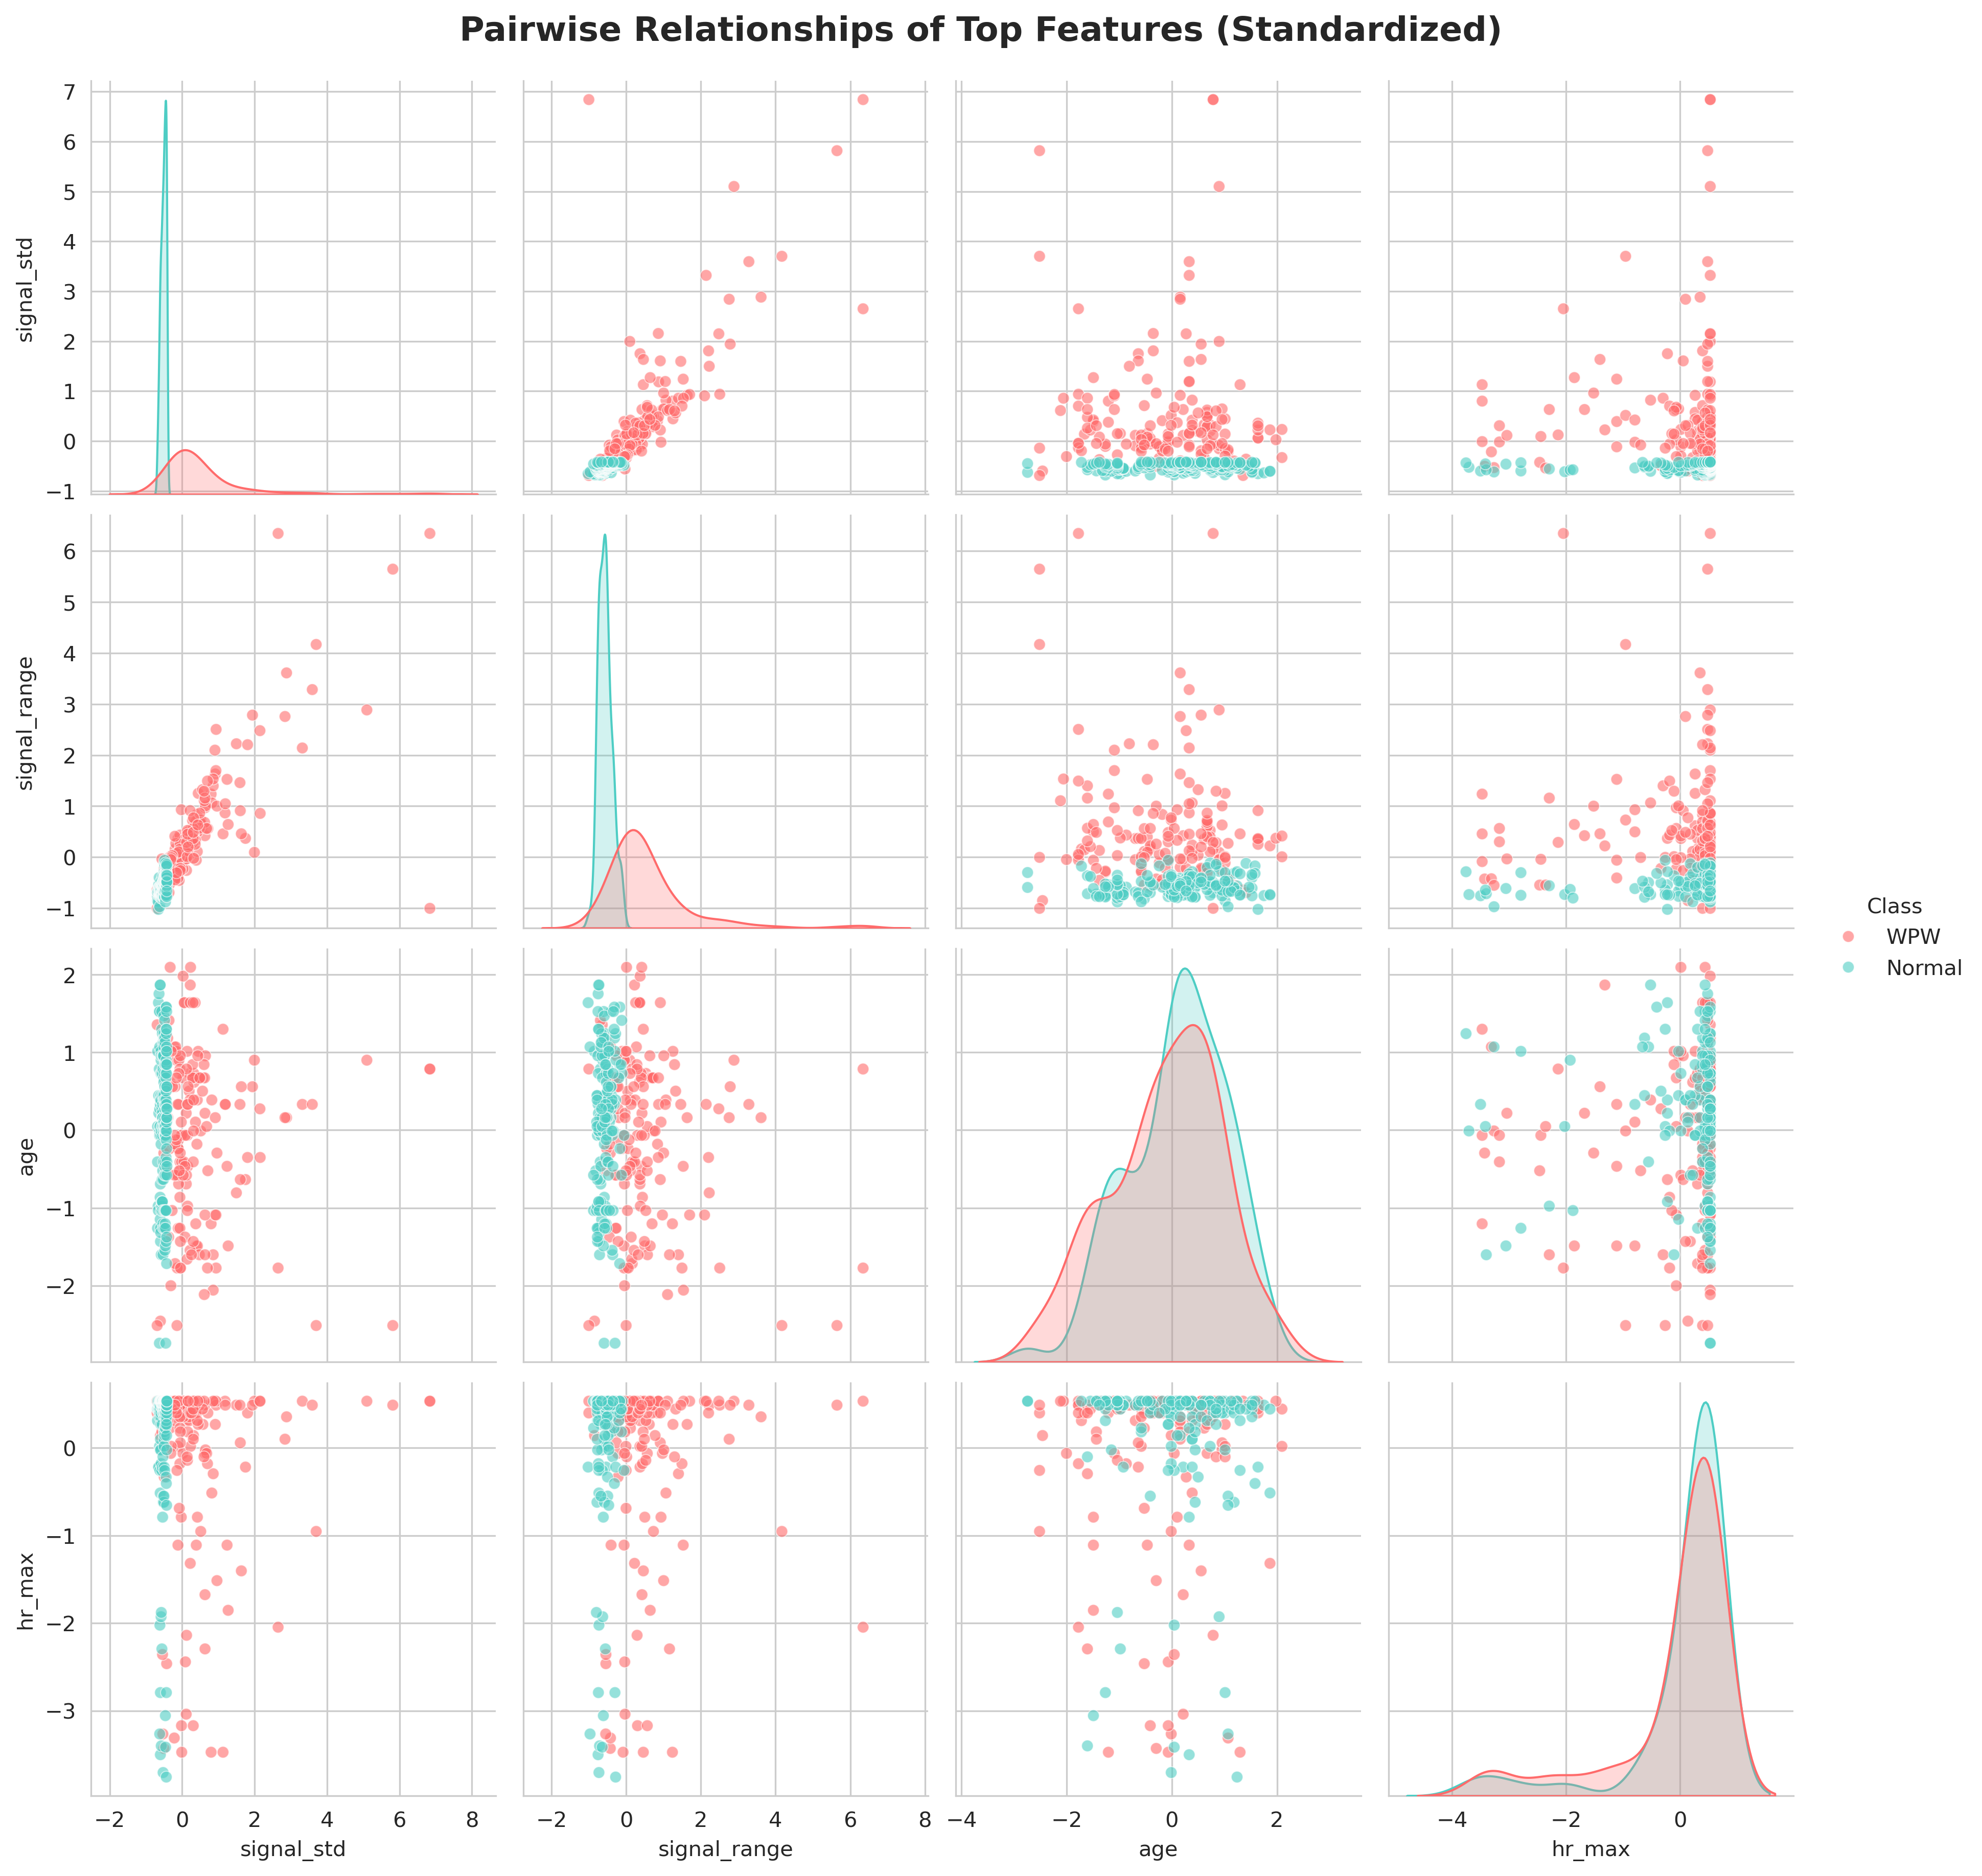 Pairwise Relationships of Top Features (Standardized)
7
6
5
4
3
2
1
0
−1
signal_std
6
5
4
3
2
1
0
−1
signal_range
2
1
0
−1
−2
age
0
−1
−2
−3
hr_max
−2 0 2 4 6 8
signal_std
−2 0 2 4 6 8
signal_range
−4 −2 0 2
age
−4 −2 0
hr_max
Class
WPW
Normal